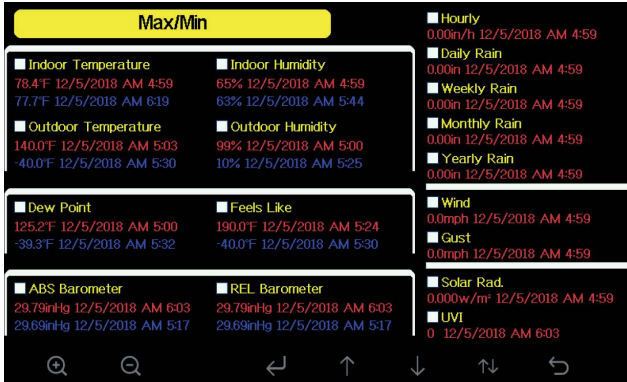 Max/Min
Indoor Temperature
78.4°F 12/5/2018 AM 4:59
77.7°F 12/5/2018 AM 6:19
Indoor Humidity
65% 12/5/2018 AM 4:59
63% 12/5/2018 AM 5:44
Outdoor Temperature
140.0°F 12/5/2018 AM 5:03
-40.0°F 12/5/2018 AM 5:30
Outdoor Humidity
99% 12/5/2018 AM 5:00
10% 12/5/2018 AM 5:25
Dew Point
125.2°F 12/5/2018 AM 5:00
-39.3°F 12/5/2018 AM 5:32
Feels Like
190.0°F 12/5/2018 AM 5:24
-40.0°F 12/5/2018 AM 5:30
ABS Barometer
29.79inHg 12/5/2018 AM 6:03
29.69inHg 12/5/2018 AM 5:17
REL Barometer
29.79inHg 12/5/2018 AM 6:03
29.69inHg 12/5/2018 AM 5:17
Hourly
0.00in/h 12/5/2018 AM 4:59
Daily Rain
0.00in 12/5/2018 AM 4:59
Weekly Rain
0.00in 12/5/2018 AM 4:59
Monthly Rain
0.00in 12/5/2018 AM 4:59
Yearly Rain
0.00in 12/5/2018 AM 4:59
Wind
0.0mph 12/5/2018 AM 4:59
Gust
0.0mph 12/5/2018 AM 4:59
Solar Rad.
0.000w/m² 12/5/2018 AM 4:59
UVI
0 12/5/2018 AM 6:03